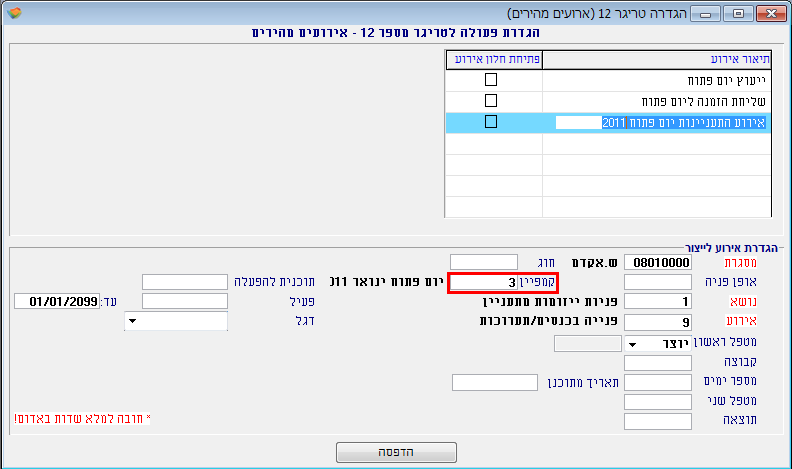 הגדרה טריגר 12 (ארועים מהירים)
הגדרת פעולה לטריגר מספר 12 - אירועים מהירים
תיאור אירוע פתיחת חלון אירוע
ייעוץ יום פתוח
שליחת הזמנה ליום פתוח
אירוע התעניינות יום פתוח 2011
הגדרת אירוע לייצור
מסגרת 08010000 ש.אקדמ חוג
אופן פניה קמפיין 3 יום פתוח ינואר 011 תוכנית להפעלה
נושא 1 פניות ייזומות מתעניין פעיל עד: 01/01/2099
אירוע 9 פנייה בכנסים/תערוכות דגל
מטפל ראשון יוצר
קבוצה
מספר ימים תאריך מתוכנן
מטפל שני
תוצאה
* חובה למלא שדות באדום!
הדפסה